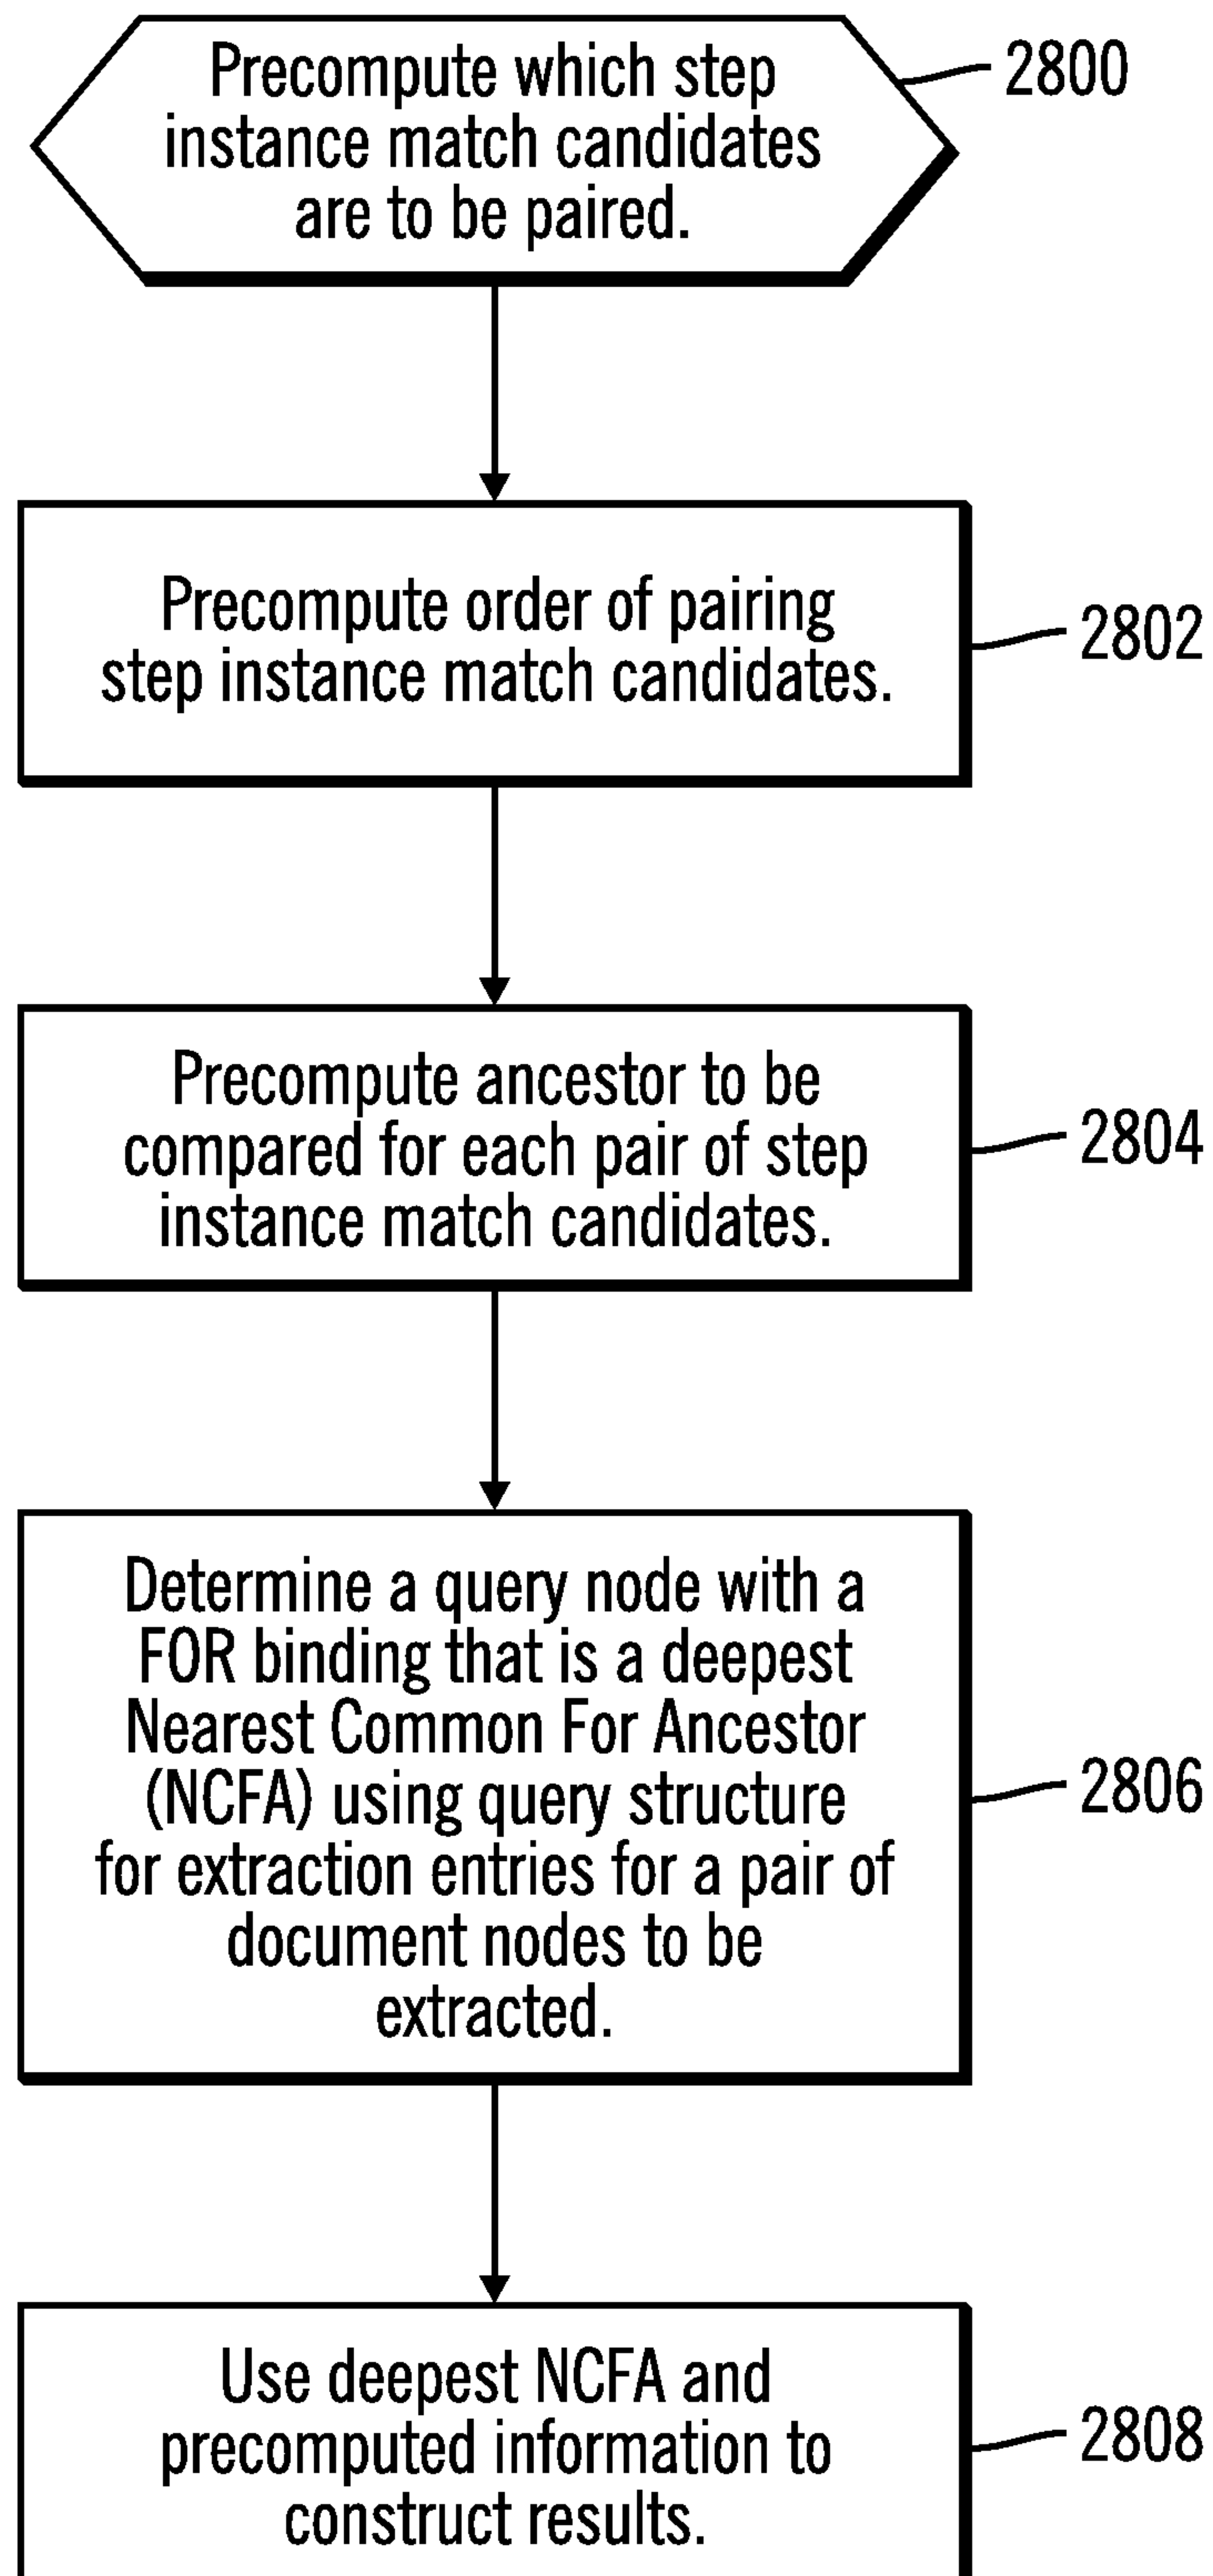 Precompute which step
instance match candidates
are to be paired.
2800
Precompute order of pairing
step instance match candidates.
2802
Precompute ancestor to be
compared for each pair of step
instance match candidates.
2804
Determine a query node with a
FOR binding that is a deepest
Nearest Common For Ancestor
(NCFA) using query structure
for extraction entries for a pair of
document nodes to be
extracted.
2806
Use deepest NCFA and
precomputed information to
construct results.
2808